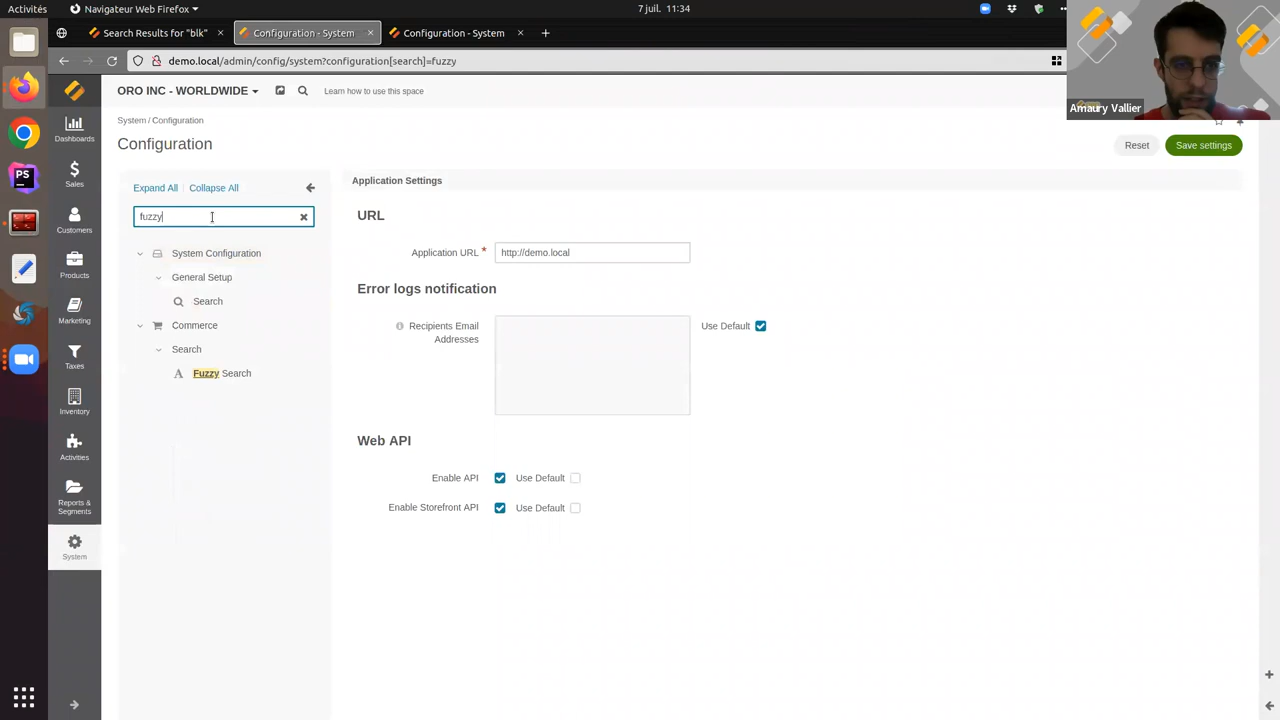 Activités
Navigateur Web Firefox
7 juil. 11:34
Search Results for "blk"
Configuration - System
Configuration - System
demo.local/admin/config/system?configuration[search]=fuzzy
Amaury Vallier
ORO INC - WORLDWIDE
Learn how to use this space
System / Configuration
Configuration
Reset
Save settings
Dashboards
Sales
Customers
Products
Marketing
Taxes
Inventory
Activities
Reports &
Segments
System
PS
Expand All
Collapse All
fuzzy
System Configuration
General Setup
Search
Commerce
Search
Fuzzy Search
Application Settings
URL
Application URL *
http://demo.local
Error logs notification
Recipients Email
Addresses
Use Default
Web API
Enable API
Use Default
Enable Storefront API
Use Default